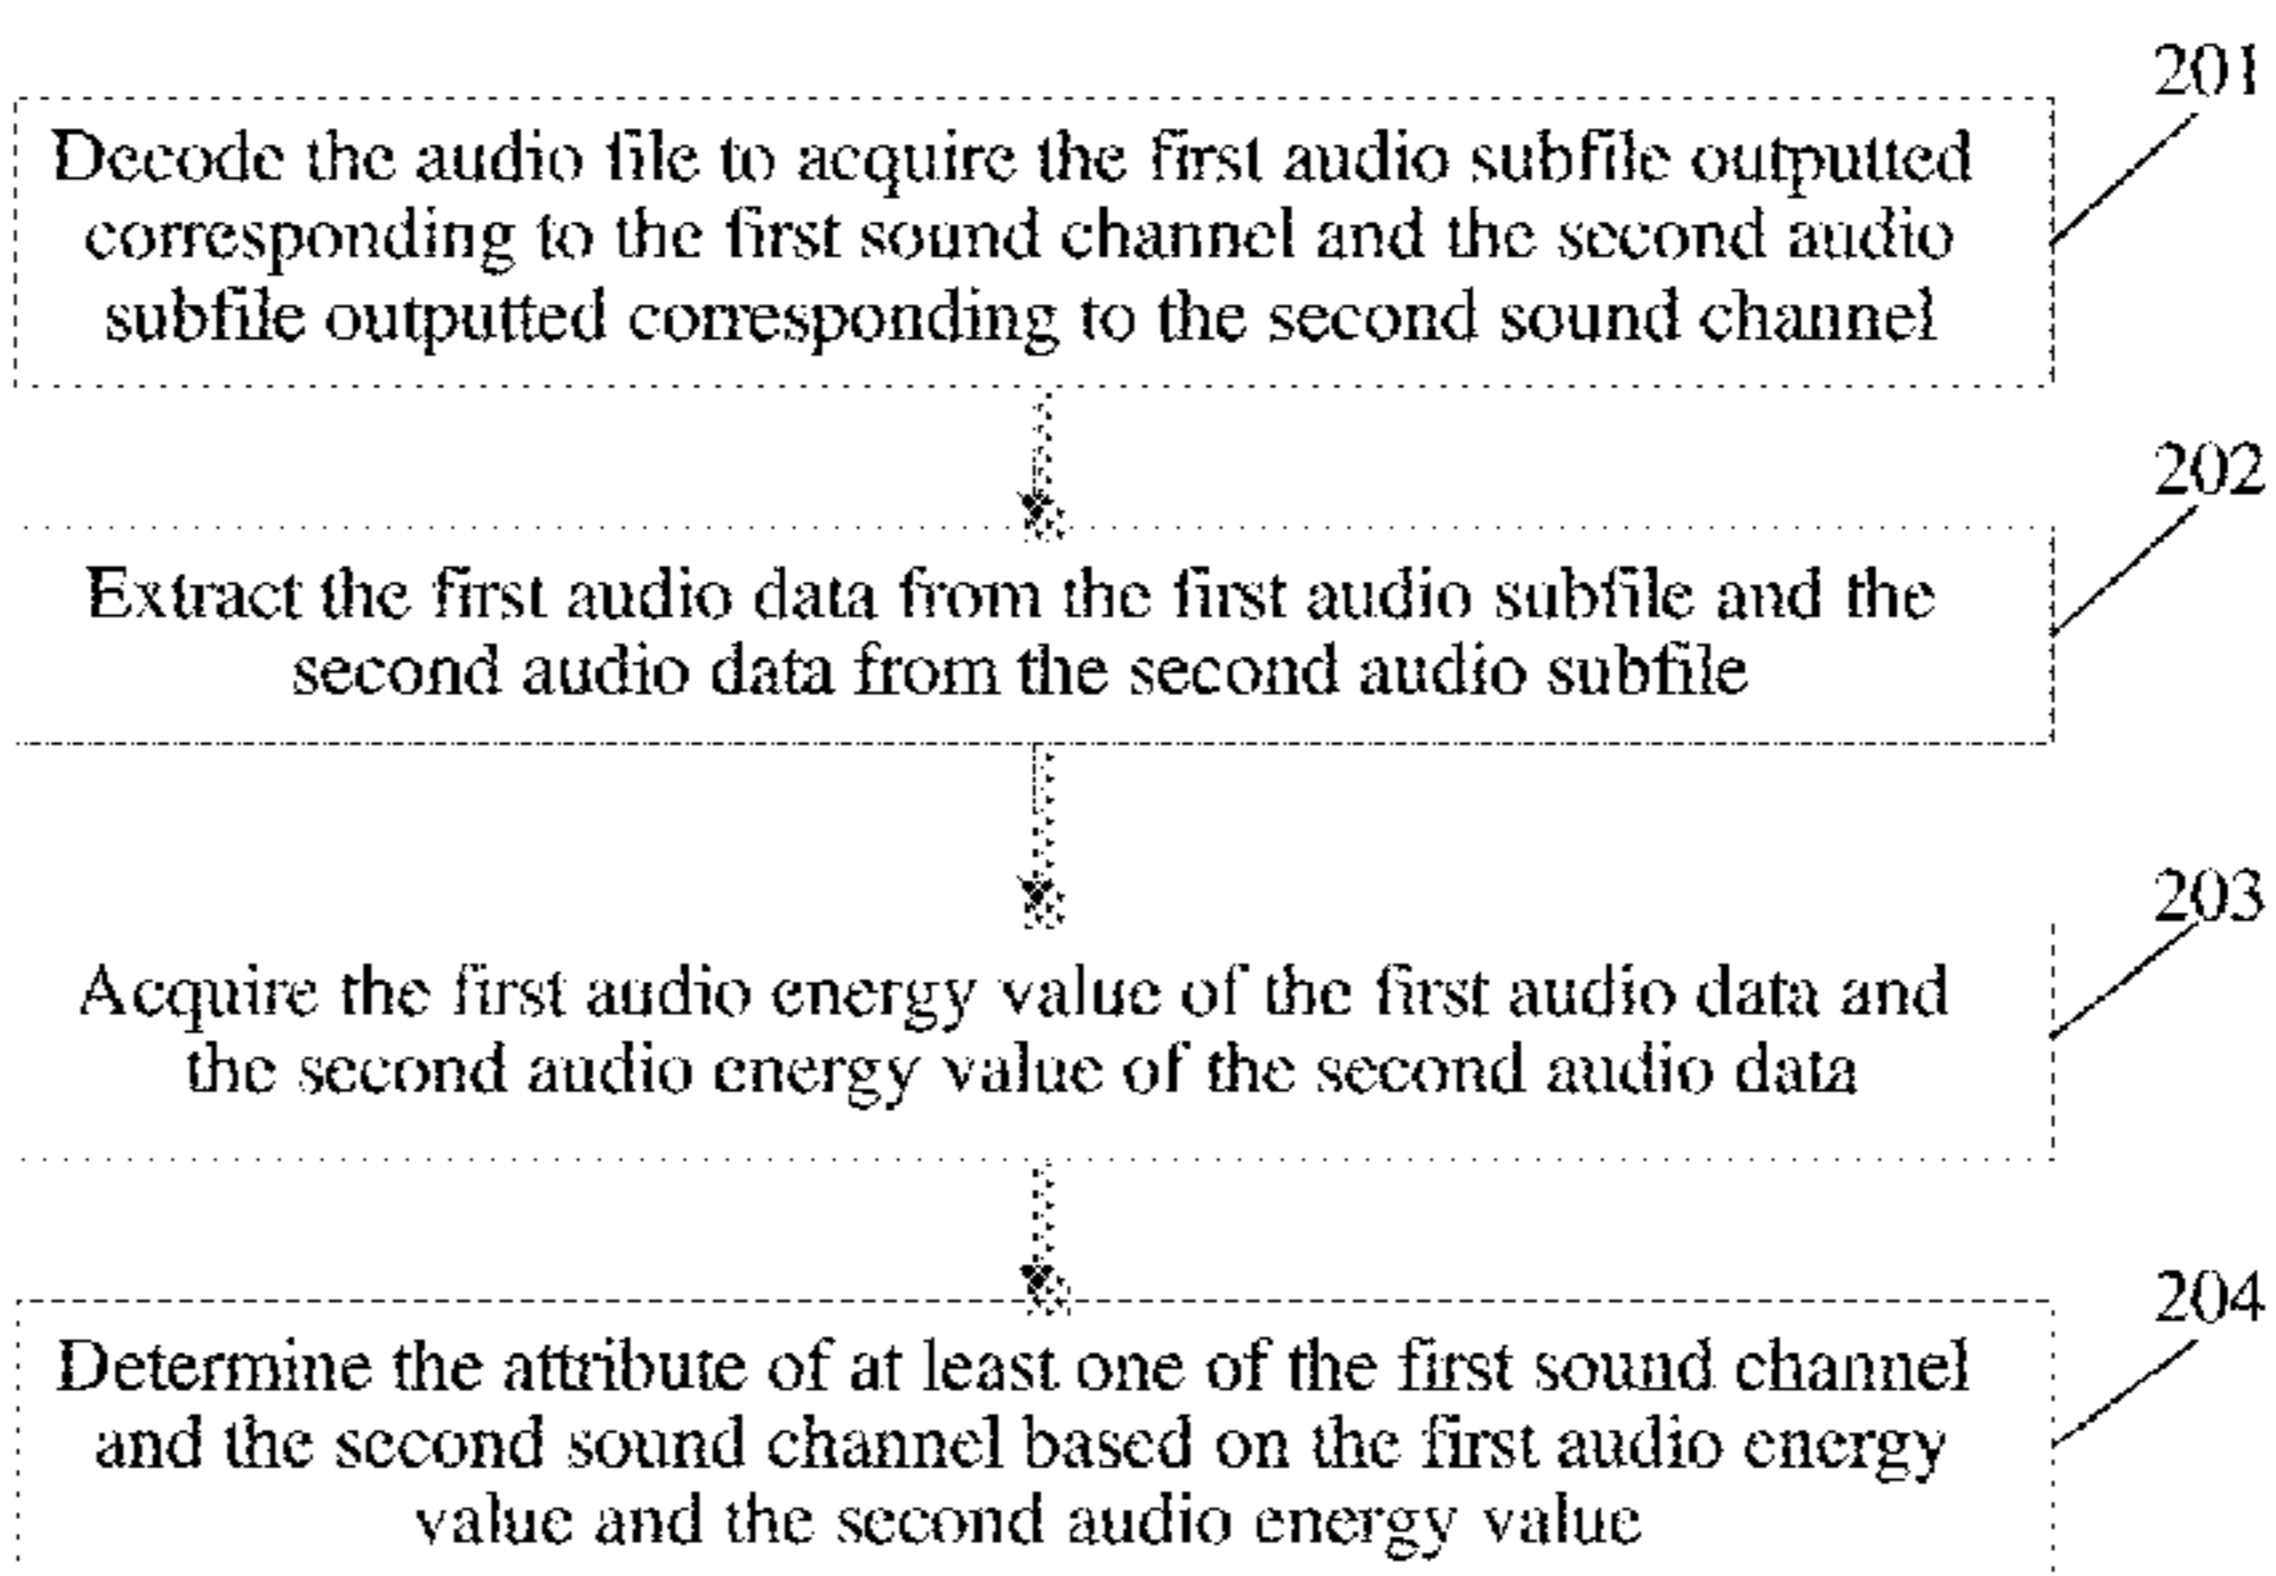 201
Decode the audio file to acquire the first audio subfile outputted
corresponding to the first sound channel and the second audio
subfile outputted corresponding to the second sound channel
202
Extract the first audio data from the first audio subfile and the
second audio data from the second audio subfile
203
Acquire the first audio energy value of the first audio data and
the second audio energy value of the second audio data
204
Determine the attribute of at least one of the first sound channel
and the second sound channel based on the first audio energy
value and the second audio energy value